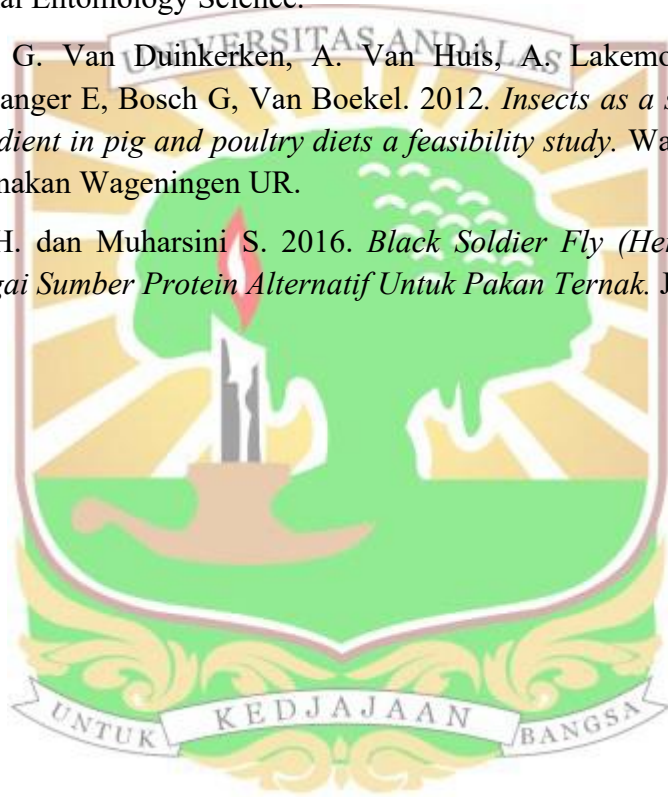 al Entomology Science.
UNIVERSITAS ANDALAS
G. Van Duinkerken, A. Van Huis, A. Lakemo
anger E, Bosch G, Van Boekel. 2012. Insects as a s
dient in pig and poultry diets a feasibility study. Wa
nakan Wageningen UR.
H. dan Muharsini S. 2016. Black Soldier Fly (Her
gai Sumber Protein Alternatif Untuk Pakan Ternak. J
UNTUK KEDJAJAAN BANGSA